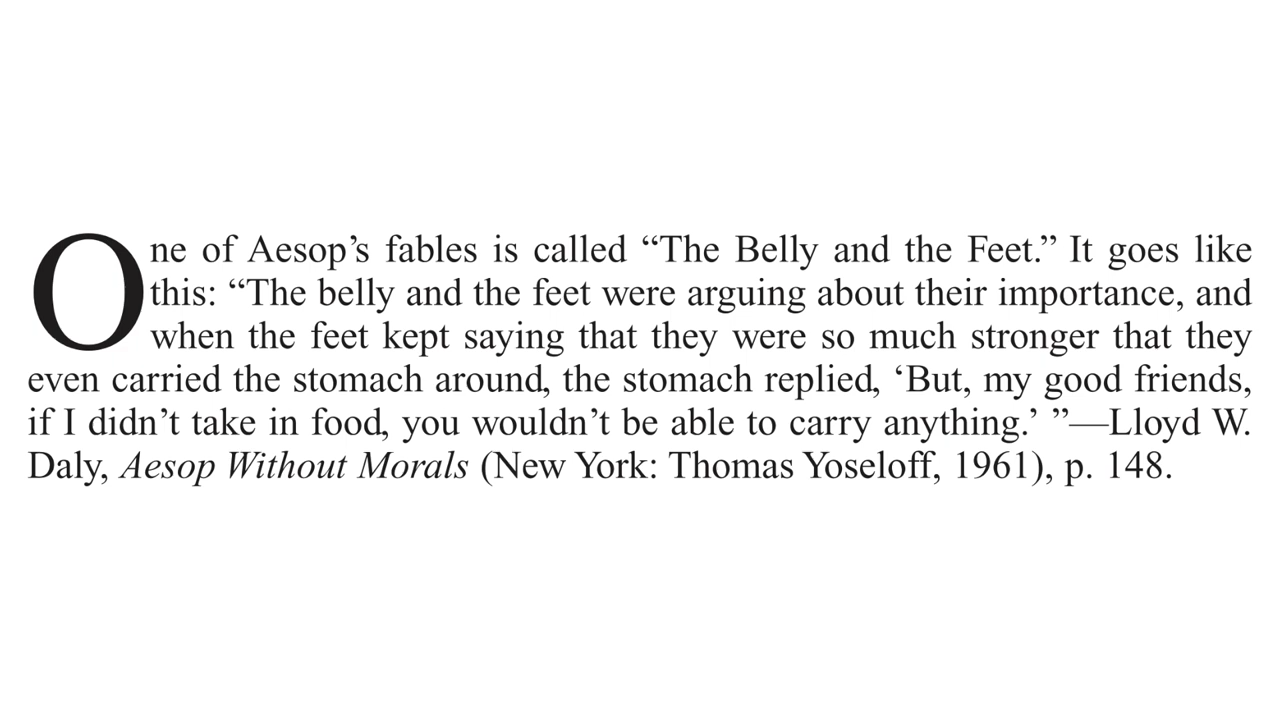 One of Aesop’s fables is called “The Belly and the Feet.” It goes like
this: “The belly and the feet were arguing about their importance, and
when the feet kept saying that they were so much stronger that they
even carried the stomach around, the stomach replied, ‘But, my good friends,
if I didn’t take in food, you wouldn’t be able to carry anything.’ ”—Lloyd W.
Daly, Aesop Without Morals (New York: Thomas Yoseloff, 1961), p. 148.